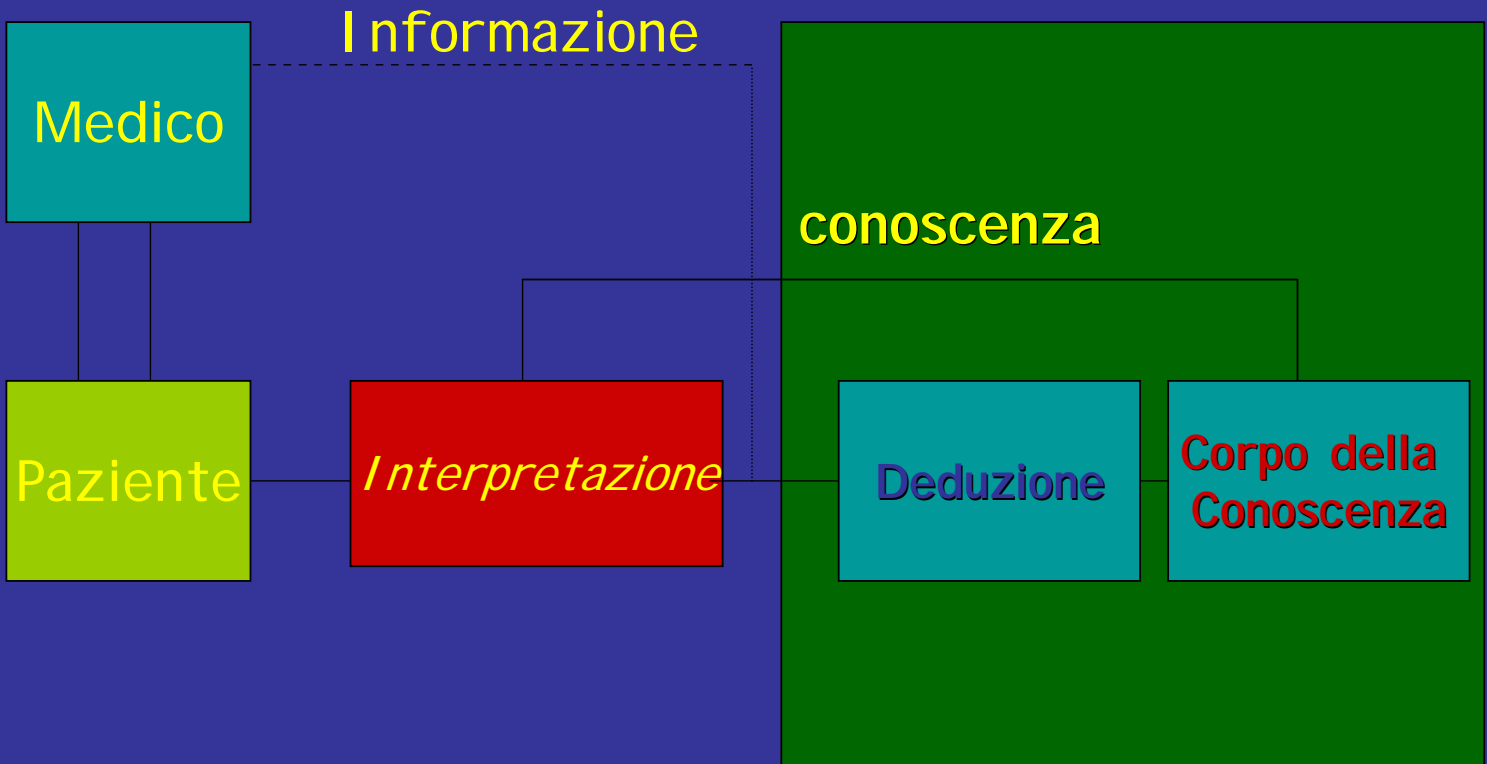 Informazione
Medico
conoscenza
Paziente
Interpretazione
Deduzione
Corpo della
Conoscenza